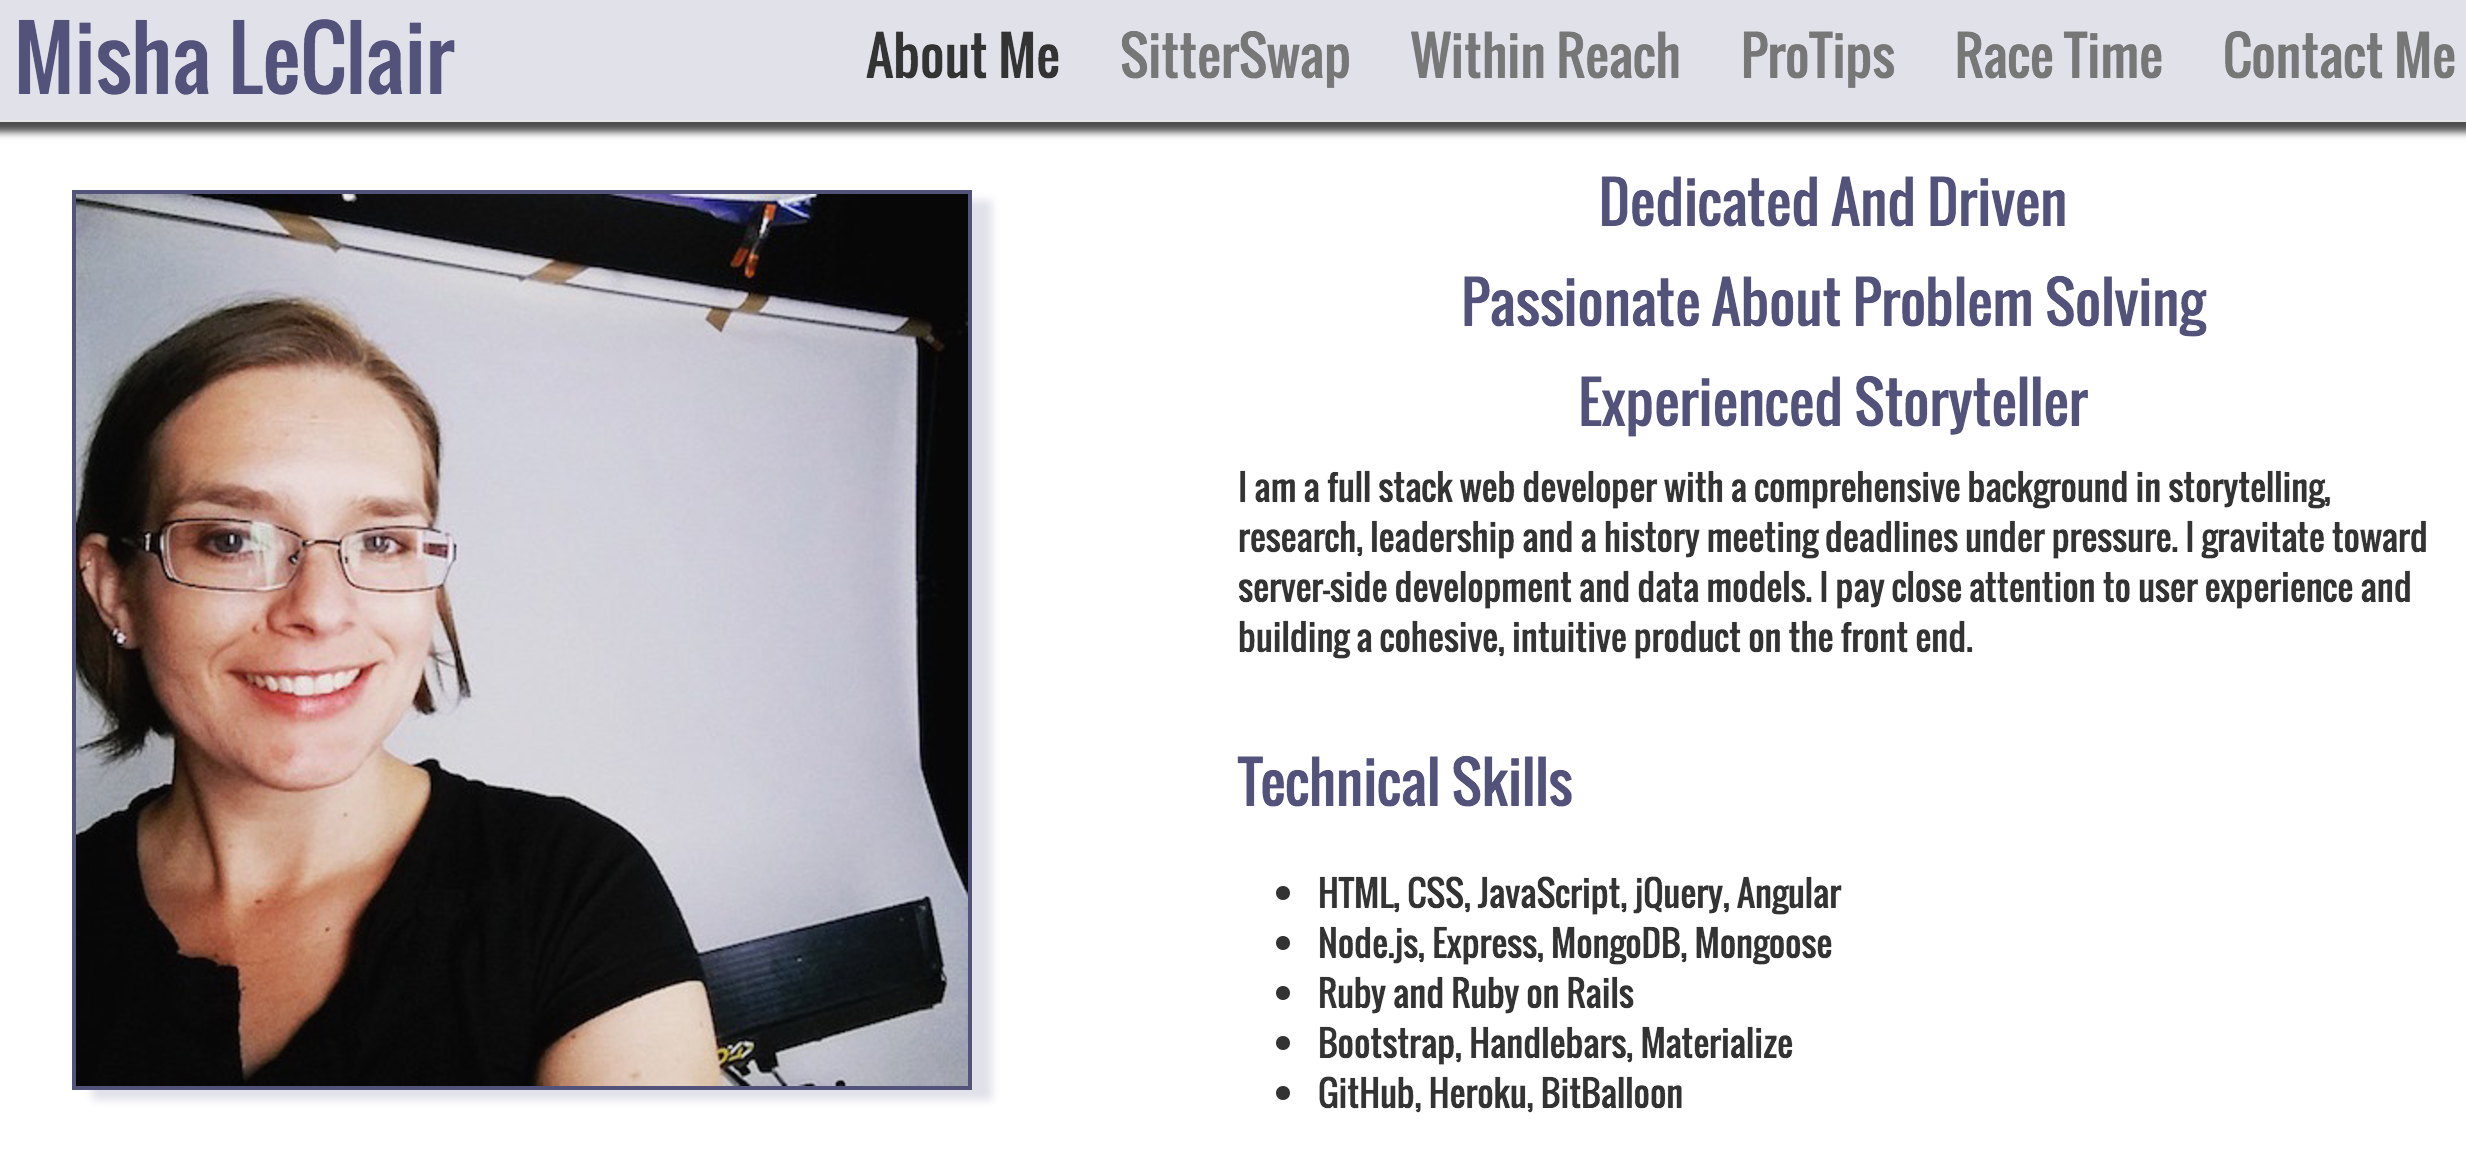 Misha LeClair
About Me SitterSwap Within Reach ProTips Race Time Contact Me
Dedicated And Driven
Passionate About Problem Solving
Experienced Storyteller
I am a full stack web developer with a comprehensive background in storytelling,
research, leadership and a history meeting deadlines under pressure. I gravitate toward
server-side development and data models. I pay close attention to user experience and
building a cohesive, intuitive product on the front end.
Technical Skills
• HTML, CSS, JavaScript, jQuery, Angular
• Node.js, Express, MongoDB, Mongoose
• Ruby and Ruby on Rails
• Bootstrap, Handlebars, Materialize
• GitHub, Heroku, BitBalloon